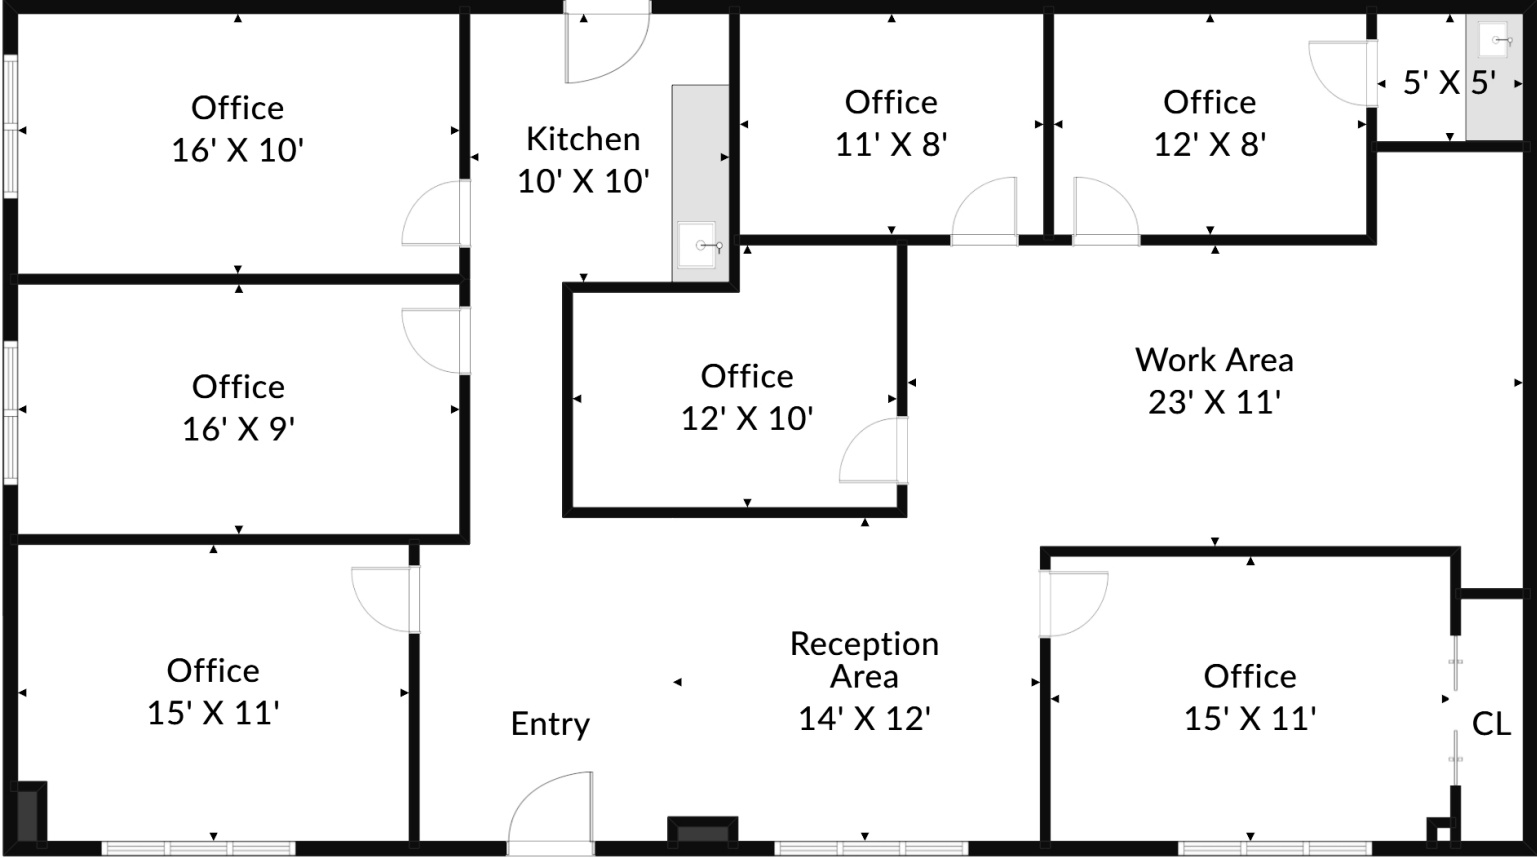 Office
16' X 10'
Kitchen
10' X 10'
Office
11' X 8'
Office
12' X 8'
5' X 5'
Office
16' X 9'
Office
12' X 10'
Work Area
23' X 11'
Office
15' X 11'
Entry
Reception
Area
14' X 12'
Office
15' X 11'
CL